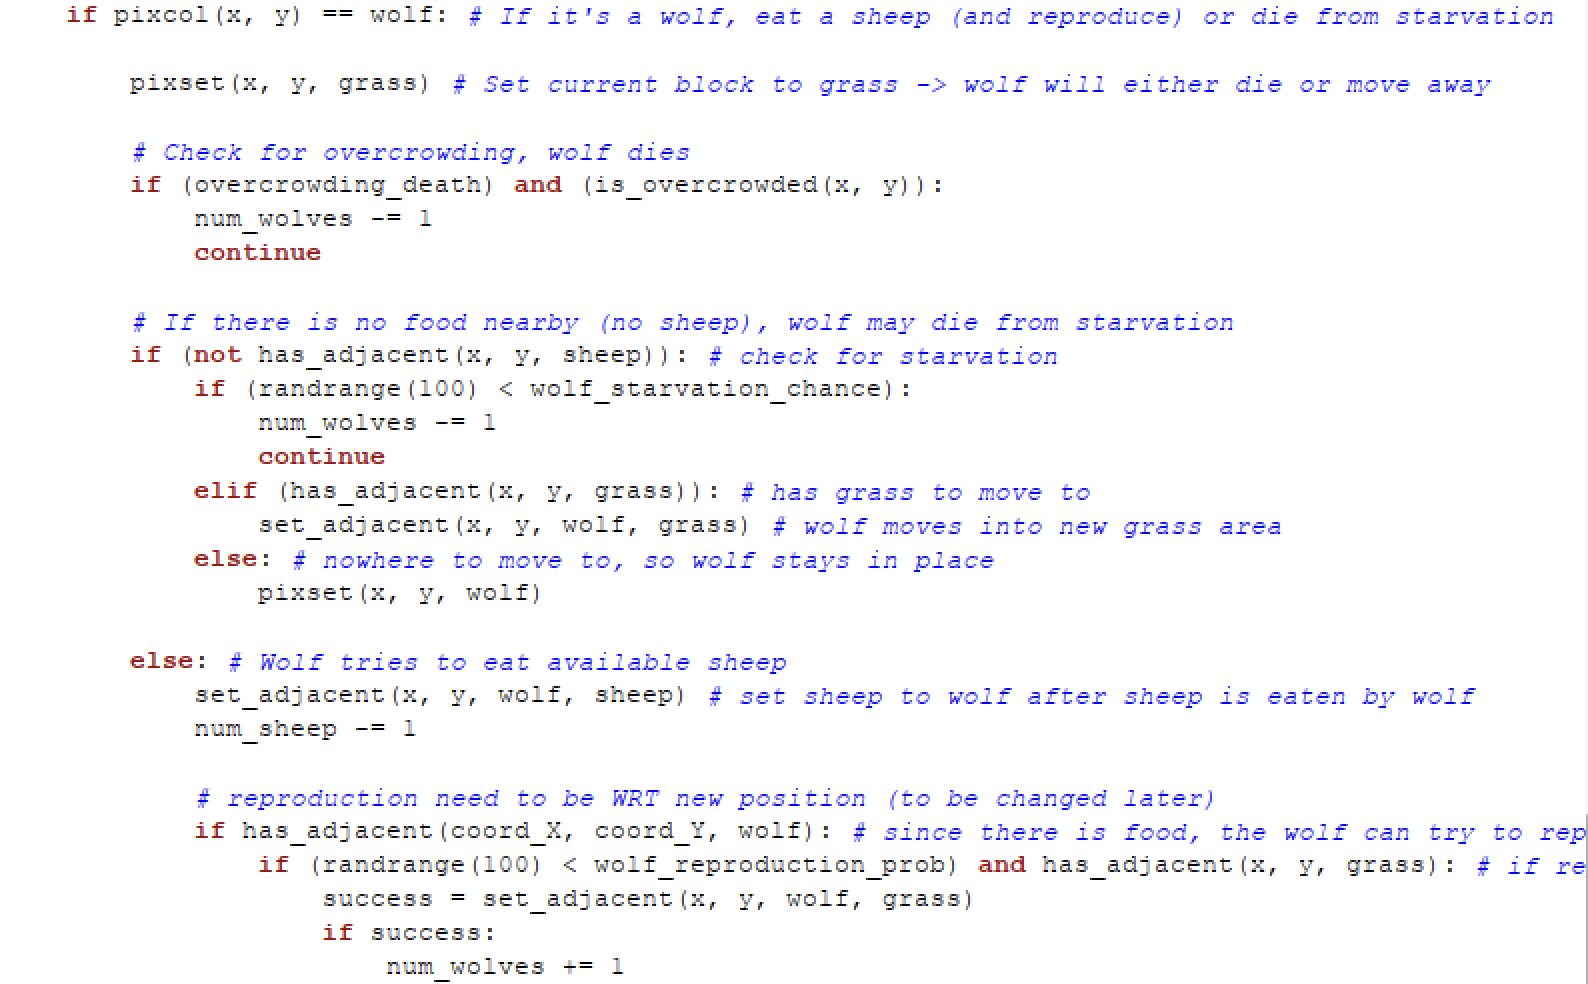 if pixcol(x, y) == wolf: # If it's a wolf, eat a sheep (and reproduce) or die from starvation
pixset(x, y, grass) # Set current block to grass -> wolf will either die or move away
# Check for overcrowding, wolf dies
if (overcrowding_death) and (is_overcrowded(x, y)):
num_wolves -= 1
continue
# If there is no food nearby (no sheep), wolf may die from starvation
if (not has_adjacent(x, y, sheep)): # check for starvation
if (randrange(100) < wolf_starvation_chance):
num_wolves -= 1
continue
elif (has_adjacent(x, y, grass)): # has grass to move to
set_adjacent(x, y, wolf, grass) # wolf moves into new grass area
else: # nowhere to move to, so wolf stays in place
pixset(x, y, wolf)
else: # Wolf tries to eat available sheep
set_adjacent(x, y, wolf, sheep) # set sheep to wolf after sheep is eaten by wolf
num_sheep -= 1
# reproduction need to be WRT new position (to be changed later)
if has_adjacent(coord_X, coord_Y, wolf): # since there is food, the wolf can try to rep
if (randrange(100) < wolf_reproduction_prob) and has_adjacent(x, y, grass): # if re
success = set_adjacent(x, y, wolf, grass)
if success:
num_wolves += 1